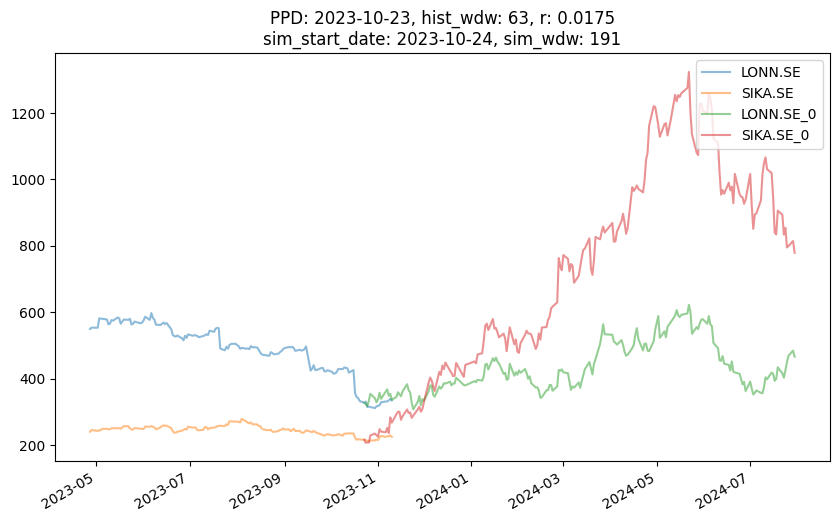 PPD: 2023-10-23, hist_wdw: 63, r: 0.0175
sim_start_date: 2023-10-24, sim_wdw: 191
LONN.SE
SIKA.SE
LONN.SE_0
SIKA.SE_0
1200
1000
800
600
400
200
2023-05
2023-07
2023-09
2023-11
2024-01
2024-03
2024-05
2024-07